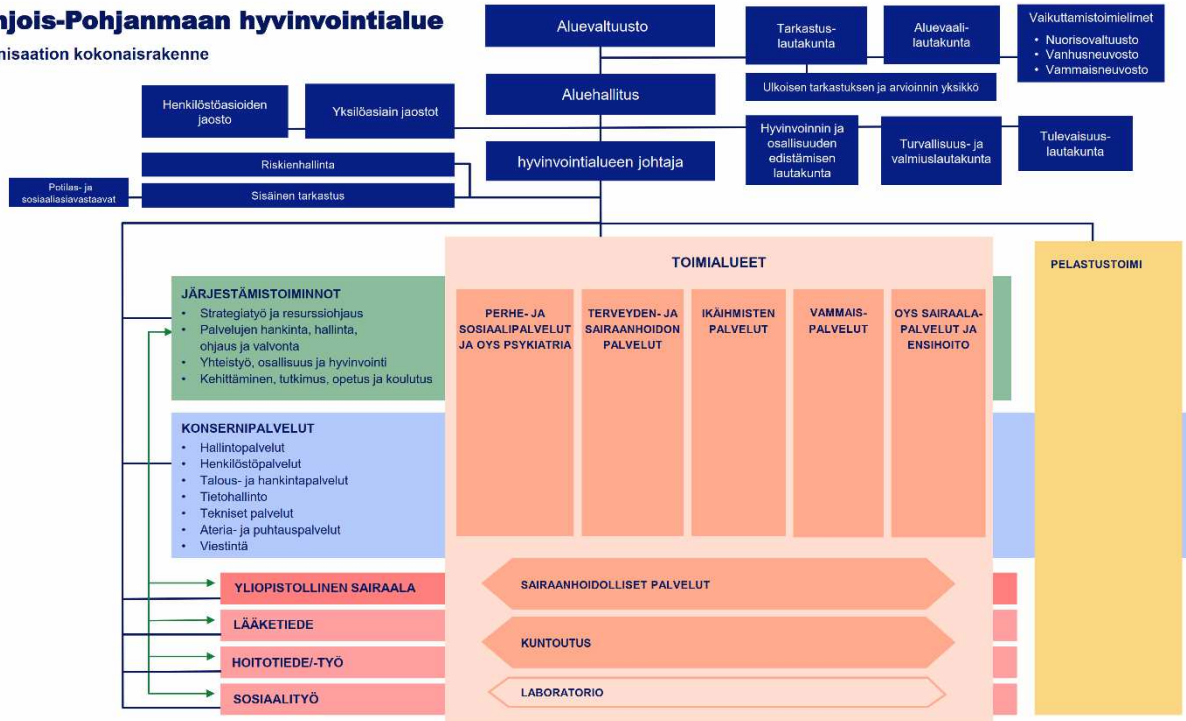 hjois-Pohjanmaan hyvinvointialue
nisaation kokonaisrakenne
Aluevaltuusto
Tarkastus-
lautakunta
Aluevaali-
lautakunta
Vaikuttamistoimielimet
• Nuorisovaltuusto
• Vanhusneuvosto
• Vammaisneuvosto
Ulkoisen tarkastuksen ja arvioinnin yksikkö
Aluehallitus
Henkilöstöasioiden
jaosto
Yksilöasiain jaostot
Hyvinvoinnin ja
osallisuuden
edistämisen
lautakunta
Turvallisuus- ja
valmiuslautakunta
Tulevaisuus-
lautakunta
hyvinvointialueen johtaja
Riskienhallinta
Potilas- ja
sosiaaliasiavastaavat
Sisäinen tarkastus
TOIMIALUEET
PELASTUSTOIMI
JÄRJESTÄMISTOIMINNOT
• Strategiatyö ja resurssiohjaus
• Palvelujen hankinta, hallinta,
ohjaus ja valvonta
• Yhteistyö, osallisuus ja hyvinvointi
• Kehittäminen, tutkimus, opetus ja koulutus
PERHE- JA
SOSIAALIPALVELUT
JA OYS PSYKIATRIA
TERVEYDEN- JA
SAIRAANHOIDON
PALVELUT
IKÄIHMISTEN
PALVELUT
VAMMAIS-
PALVELUT
OYS SAIRAALA-
PALVELUT JA
ENSIHOITO
KONSERNIPALVELUT
• Hallintopalvelut
• Henkilöstöpalvelut
• Talous- ja hankintapalvelut
• Tietohallinto
• Tekniset palvelut
• Ateria- ja puhtauspalvelut
• Viestintä
YLIOPISTOLLINEN SAIRAALA
SAIRAANHOIDOLLISET PALVELUT
LÄÄKETIEDE
KUNTOUTUS
HOITOTIEDE/-TYÖ
SOSIAALITYÖ
LABORATORIO